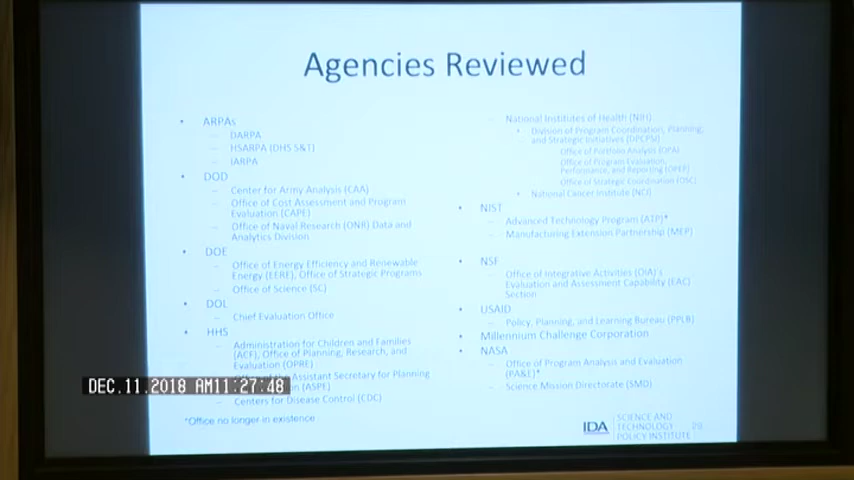 Agencies Reviewed
• ARPAs
– DARPA
– HSARPA (DHS S&T)
– IARPA
• DOD
– Center for Army Analysis (CAA)
– Office of Cost Assessment and Program
Evaluation (CAPE)
– Office of Naval Research (ONR) Data and
Analytics Division
• DOE
– Office of Energy Efficiency and Renewable
Energy (EERE), Office of Strategic Programs
– Office of Science (SC)
• DOL
– Chief Evaluation Office
• HHS
– Administration for Children and Families
(ACF), Office of Planning, Research, and
Evaluation (OPRE)
the Assistant Secretary for Planning
(ASPE)
– Centers for Disease Control (CDC)
*Office no longer in existence
– National Institutes of Health (NIH)
• Division of Program Coordination, Planning,
and Strategic Initiatives (DPCPSI)
Office of Portfolio Analysis (OPA)
Office of Program Evaluation,
Performance, and Reporting (OPEP)
Office of Strategic Coordination (OSC)
• National Cancer Institute (NCI)
• NIST
– Advanced Technology Program (ATP)*
– Manufacturing Extension Partnership (MEP)
• NSF
– Office of Integrative Activities (OIA)'s
Evaluation and Assessment Capability (EAC)
Section
• USAID
– Policy, Planning, and Learning Bureau (PPLB)
• Millennium Challenge Corporation
• NASA
– Office of Program Analysis and Evaluation
(PA&E)*
– Science Mission Directorate (SMD)
IDA
SCIENCE AND
TECHNOLOGY
POLICY INSTITUTE
DEC.11.2018 AM11:27:48